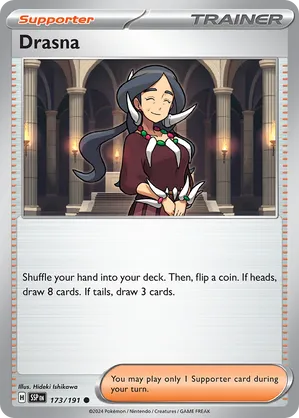 Supporter
TRAINER
Drasna
Shuffle your hand into your deck. Then, flip a coin. If heads,
draw 8 cards. If tails, draw 3 cards.
Illus. Hideki Ishikawa
H SSP EN 173/191 ●
You may play only 1 Supporter card during
your turn.
©2024 Pokémon / Nintendo / Creatures / GAME FREAK